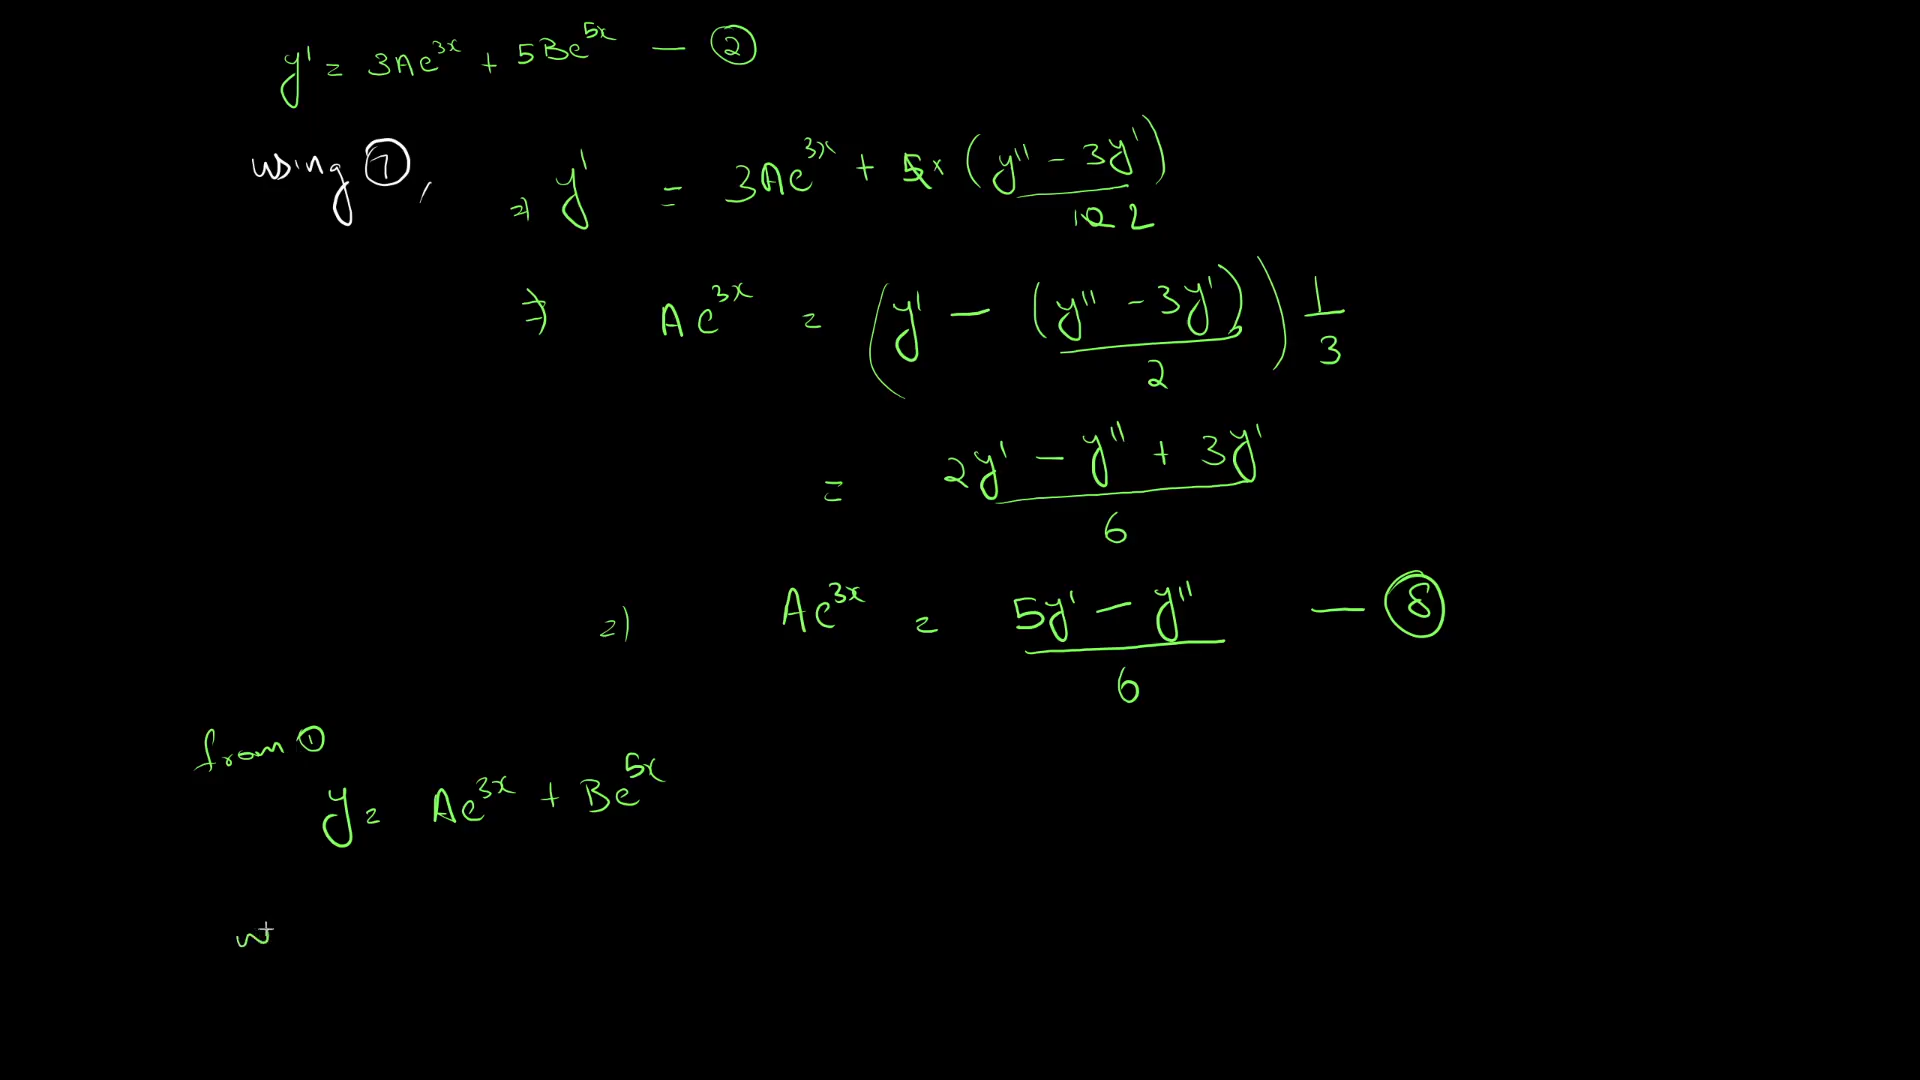 y' = 3Ae^{3x} + 5Be^{5x} — ②
using ⑦, ⇒ y' = 3Ae^{3x} + 5 × (y'' - 3y') / 10 2
⇒ Ae^{3x} = (y' - (y'' - 3y') / 2) 1/3
= 2y' - y'' + 3y' / 6
⇒ Ae^{3x} = 5y' - y'' / 6 — ⑧
from ①
y = Ae^{3x} + Be^{5x}